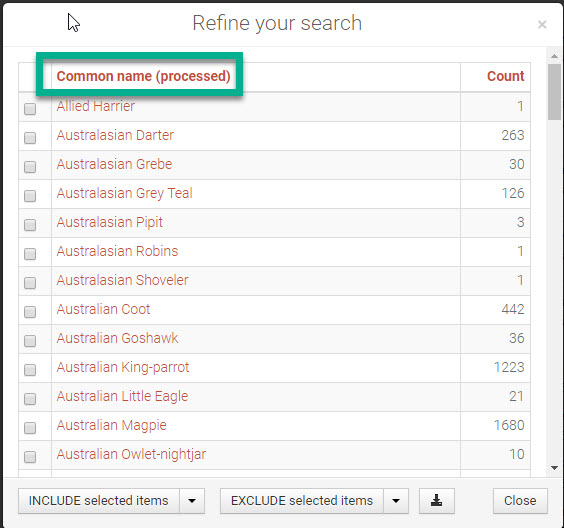 Refine your search ×
Common name (processed) Count
Allied Harrier 1
Australasian Darter 263
Australasian Grebe 30
Australasian Grey Teal 126
Australasian Pipit 3
Australasian Robins 1
Australasian Shoveler 1
Australian Coot 442
Australian Goshawk 36
Australian King-parrot 1223
Australian Little Eagle 21
Australian Magpie 1680
Australian Owlet-nightjar 10
INCLUDE selected items EXCLUDE selected items Close